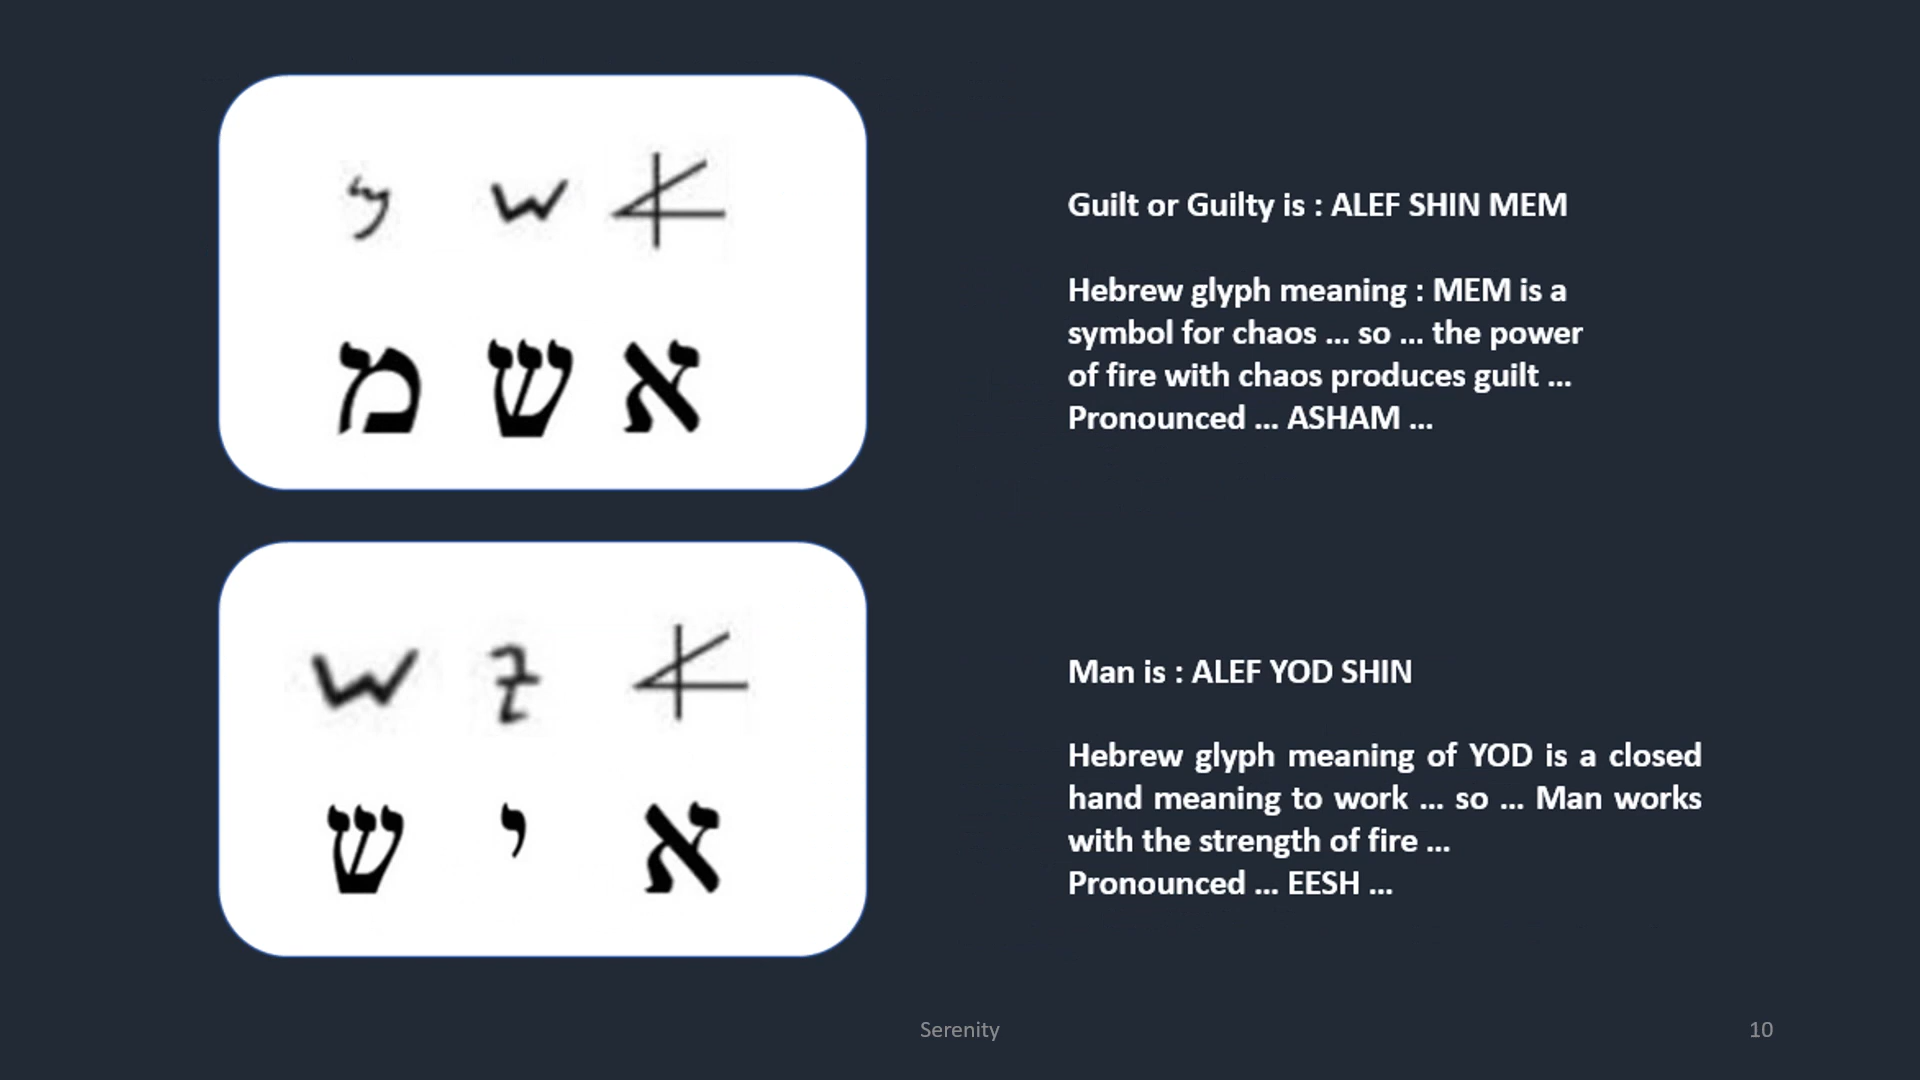 𐤀 𐤔 𐤌
א ש מ
Guilt or Guilty is : ALEF SHIN MEM
Hebrew glyph meaning : MEM is a
symbol for chaos ... so ... the power
of fire with chaos produces guilt ...
Pronounced ... ASHAM ...
𐤀 𐤉 𐤔
א י ש
Man is : ALEF YOD SHIN
Hebrew glyph meaning of YOD is a closed
hand meaning to work ... so ... Man works
with the strength of fire ...
Pronounced ... EESH ...
Serenity
10